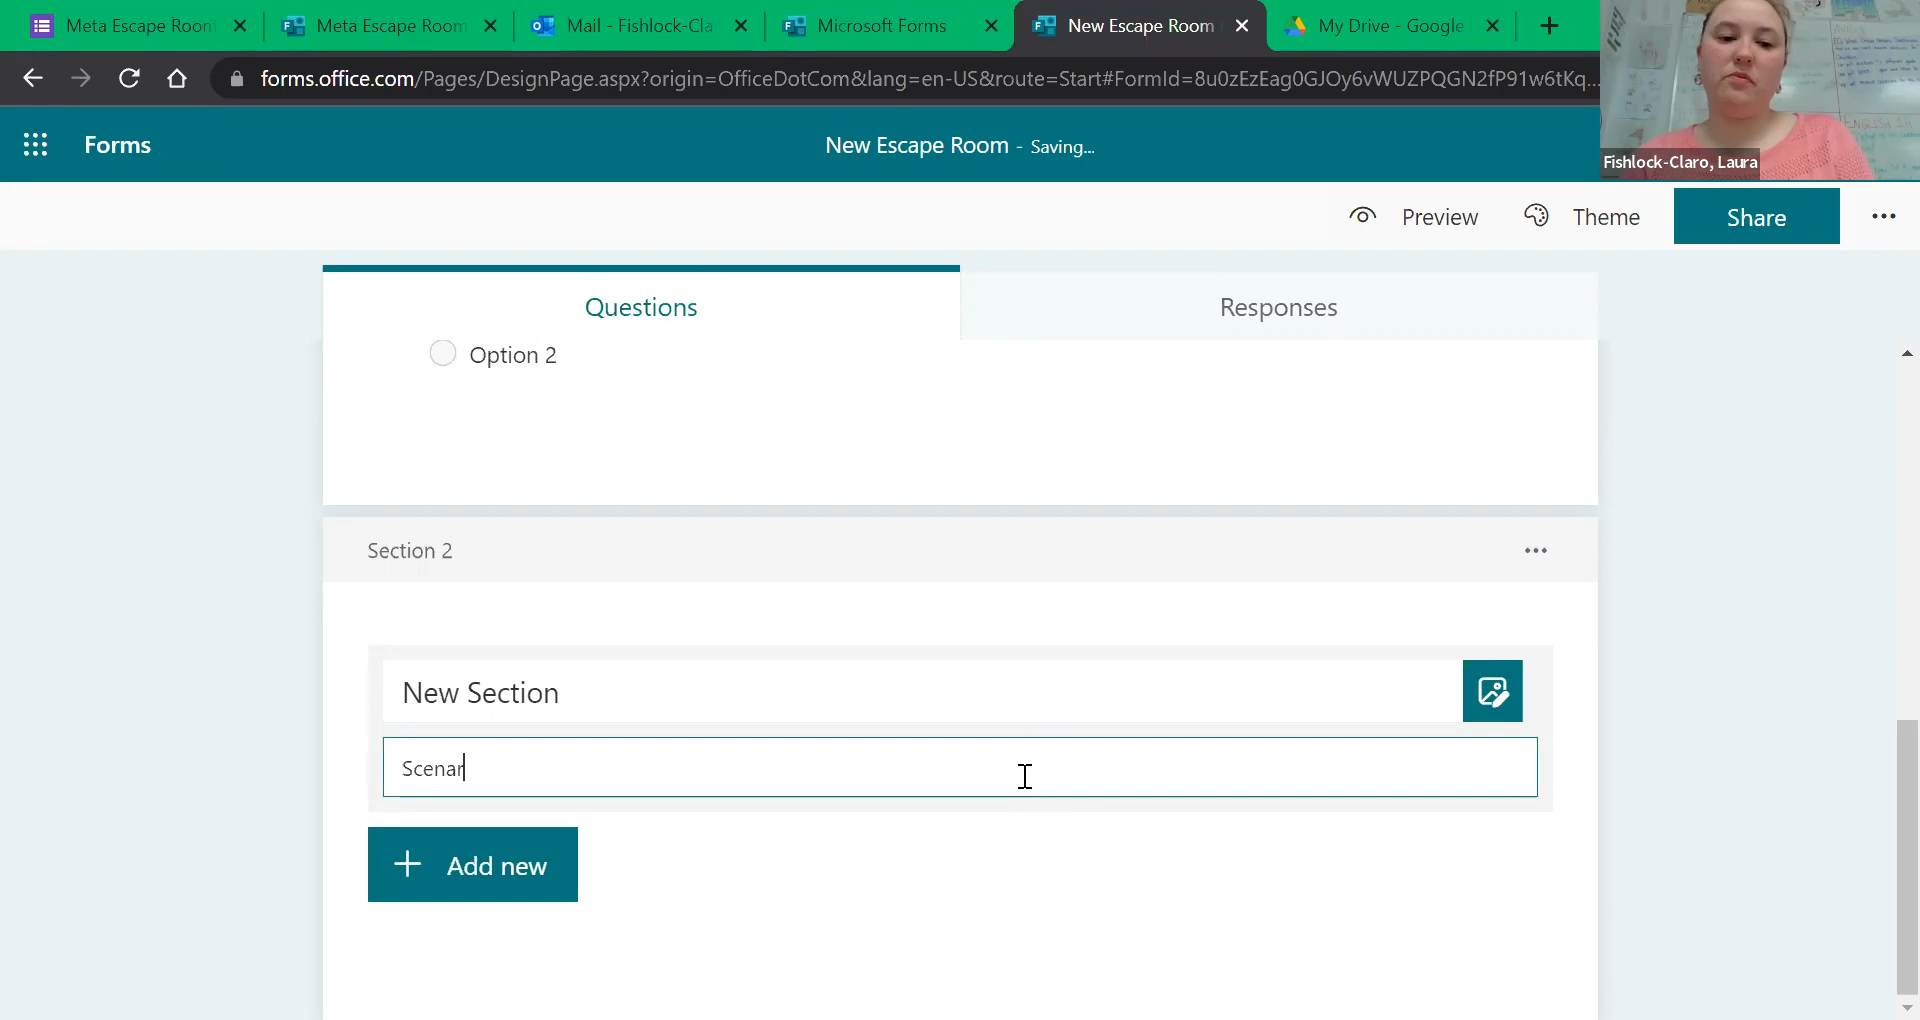 Meta Escape Room
Meta Escape Room
Mail - Fishlock-Cla
Microsoft Forms
New Escape Room
My Drive - Google
forms.office.com/Pages/DesignPage.aspx?origin=OfficeDotCom&lang=en-US&route=Start#FormId=8u0zEzEag0GJOy6vWUZPQGN2fP91w6tKq...
Forms
New Escape Room - Saving...
Fishlock-Claro, Laura
Preview
Theme
Share
Questions
Responses
Option 2
Section 2
New Section
Scenar
Add new